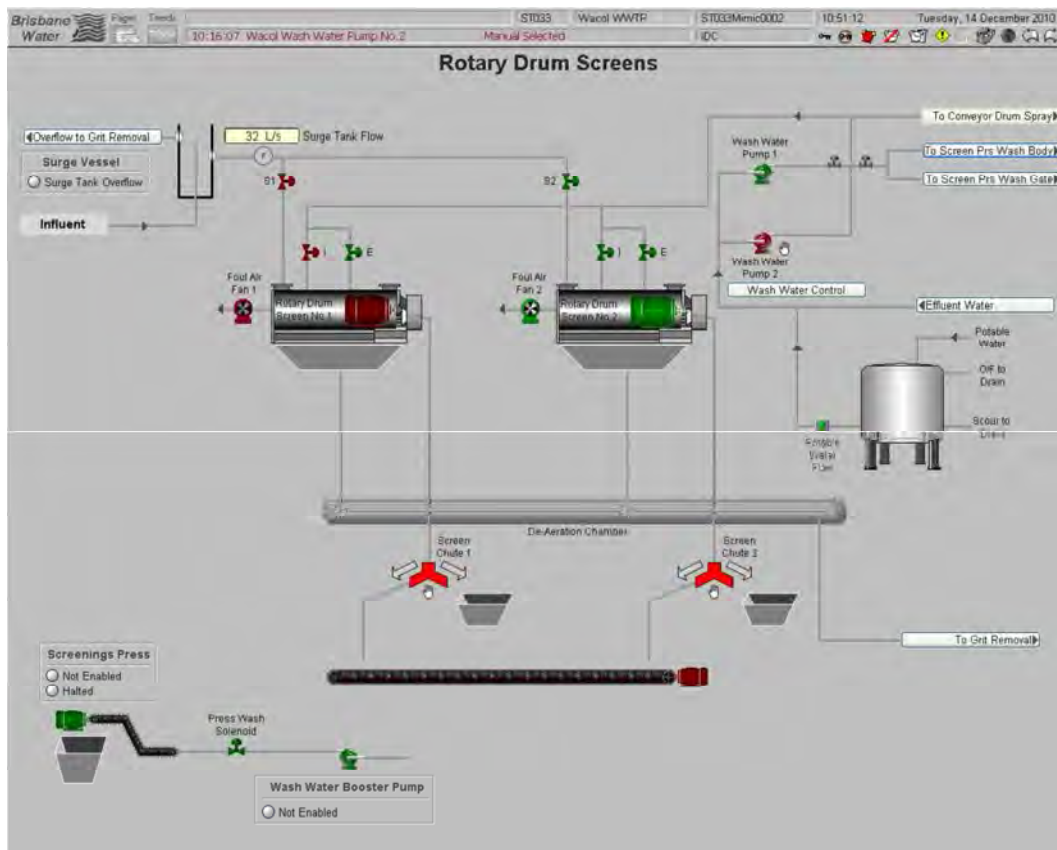 Brisbane
Water
Pages
Trends
ST033
Wacol WWTP
ST033Mimic0002
10:51:12
Tuesday, 14 December 2010
10:16:07 Wacol Wash Water Pump No.2
Manual Selected
IDC
Rotary Drum Screens
Overflow to Grit Removal
32 L/s
Surge Tank Flow
F
Surge Vessel
Surge Tank Overflow
Influent
S1
S2
Wash Water
Pump 1
To Conveyor Drum Spray
To Screen Prs Wash Body
To Screen Prs Wash Gate
I
E
I
E
Wash Water
Pump 2
Wash Water Control
Effluent Water
Foul Air
Fan 1
Rotary Drum
Screen No.1
Foul Air
Fan 2
Rotary Drum
Screen No.2
Potable
Water
O/F to
Drain
Scour to
Potable
Water
Flow
De-Aeration Chamber
Screen
Chute 1
Screen
Chute 2
To Grit Removal
Screenings Press
Not Enabled
Halted
Press Wash
Solenoid
Wash Water Booster Pump
Not Enabled